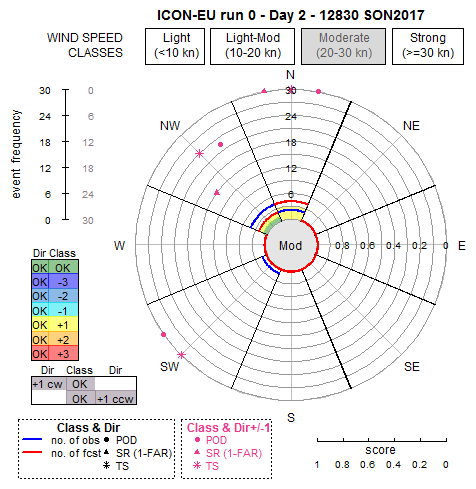 ICON-EU run 0 - Day 2 - 12830 SON2017
WIND SPEED CLASSES
Light (<10 kn)
Light-Mod (10-20 kn)
Moderate (20-30 kn)
Strong (>=30 kn)
event frequency
30 0
24 6
18 12
12 18
6 24
0 30
N
NW NE
30
24
18
12
6
W Mod 0.8 0.6 0.4 0.2 0 E
SW SE
S
Dir Class
OK OK
OK -3
OK -2
OK -1
OK +1
OK +2
OK +3
Dir Class Dir
+1 cw OK
OK +1 ccw
Class & Dir
no. of obs POD
no. of fcst SR (1-FAR)
TS
Class & Dir+/-1
POD
SR (1-FAR)
TS
score
1 0.8 0.6 0.4 0.2 0